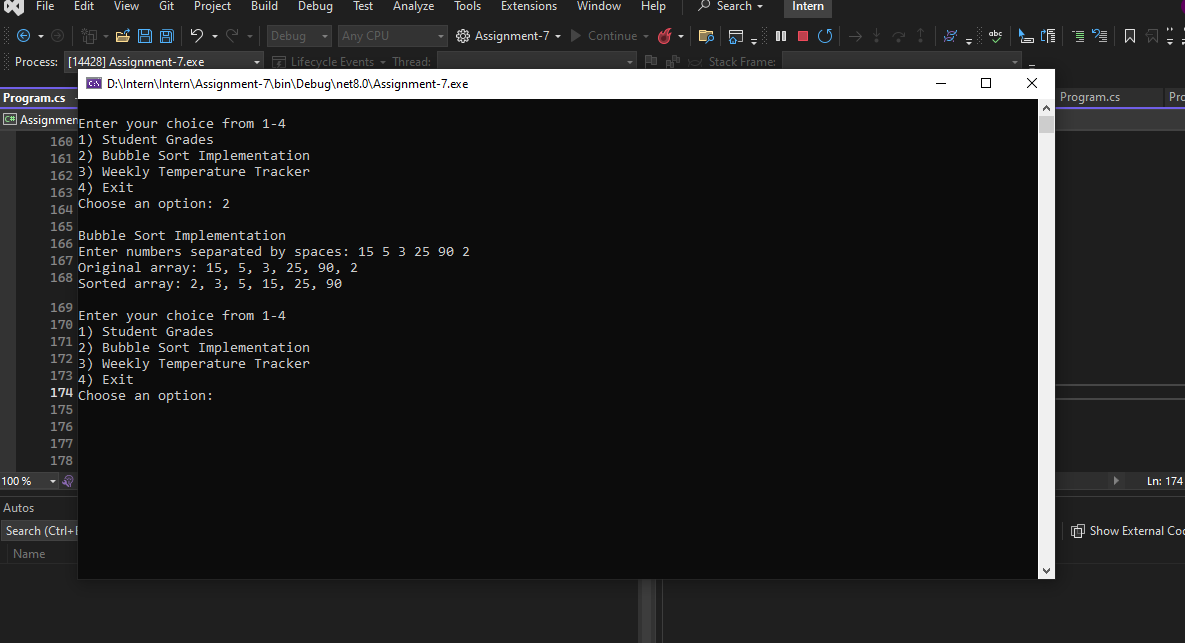 File Edit View Git Project Build Debug Test Analyze Tools Extensions Window Help Search Intern
Debug Any CPU Assignment-7 Continue
Process: [14428] Assignment-7.exe Lifecycle Events Thread: Stack Frame:
D:\Intern\Intern\Assignment-7\bin\Debug\net8.0\Assignment-7.exe
Program.cs
Program.cs
C# Assignmen
Enter your choice from 1-4
1) Student Grades
2) Bubble Sort Implementation
3) Weekly Temperature Tracker
4) Exit
Choose an option: 2
Bubble Sort Implementation
Enter numbers separated by spaces: 15 5 3 25 90 2
Original array: 15, 5, 3, 25, 90, 2
Sorted array: 2, 3, 5, 15, 25, 90
Enter your choice from 1-4
1) Student Grades
2) Bubble Sort Implementation
3) Weekly Temperature Tracker
4) Exit
Choose an option:
160
161
162
163
164
165
166
167
168
169
170
171
172
173
174
175
176
177
178
100 %
Ln: 174
Autos
Search (Ctrl+
Show External Co
Name